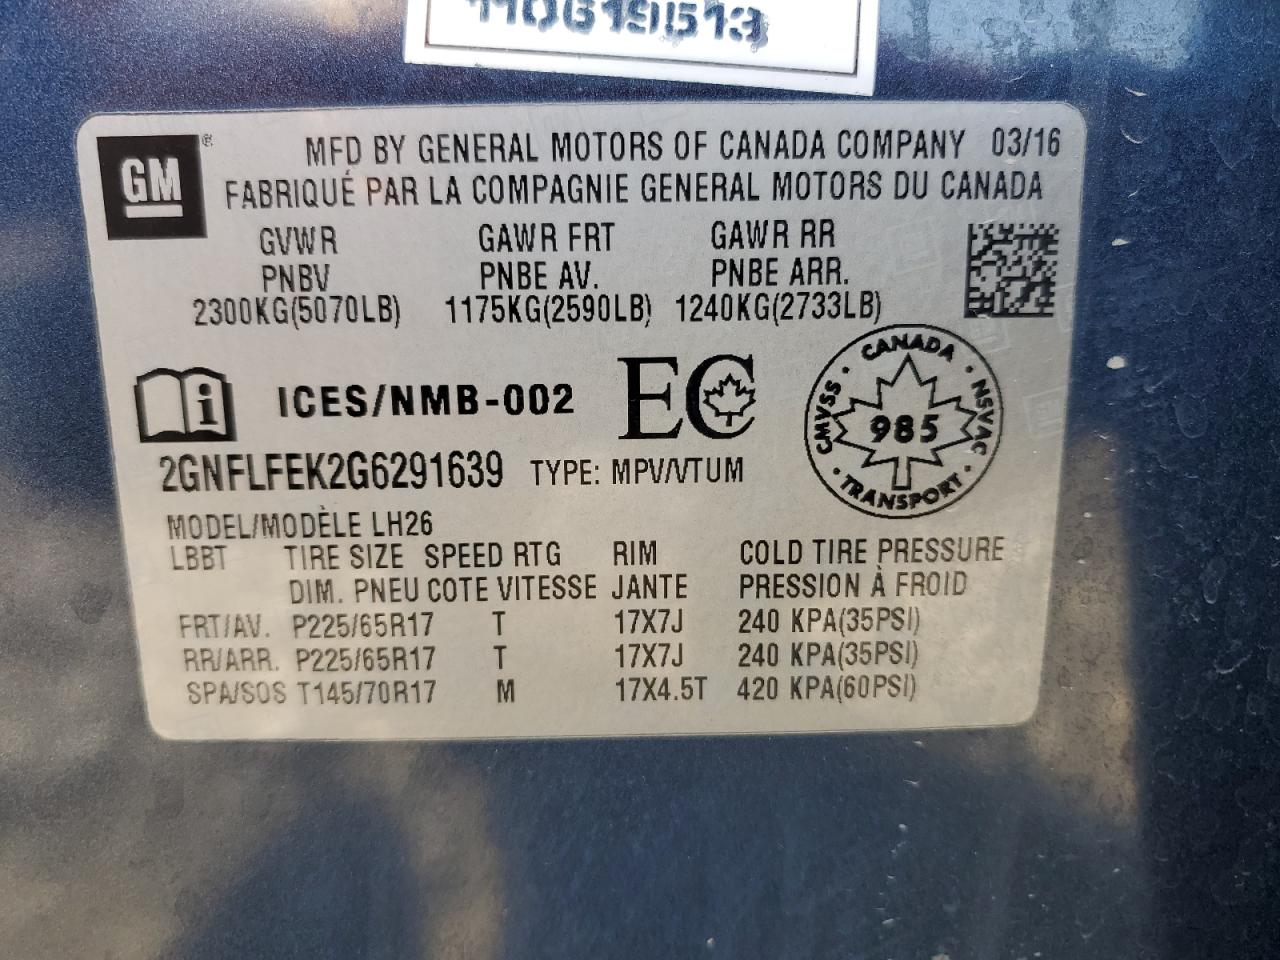 110619513
GM ®
MFD BY GENERAL MOTORS OF CANADA COMPANY 03/16
FABRIQUÉ PAR LA COMPAGNIE GENERAL MOTORS DU CANADA
GVWR GAWR FRT GAWR RR
PNBV PNBE AV. PNBE ARR.
2300KG(5070LB) 1175KG(2590LB) 1240KG(2733LB)
i ICES/NMB-002 EC
CANADA
CMVSS 985 NSVAC
TRANSPORT
2GNFLFEK2G6291639 TYPE: MPV/VTUM
MODEL/MODÈLE LH26
LBBT TIRE SIZE SPEED RTG RIM COLD TIRE PRESSURE
DIM. PNEU COTE VITESSE JANTE PRESSION À FROID
FRT/AV. P225/65R17 T 17X7J 240 KPA(35PSI)
RR/ARR. P225/65R17 T 17X7J 240 KPA(35PSI)
SPA/SOS T145/70R17 M 17X4.5T 420 KPA(60PSI)